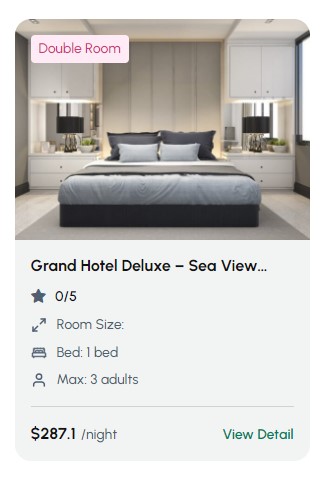 Double Room
Grand Hotel Deluxe – Sea View...
0/5
Room Size:
Bed: 1 bed
Max: 3 adults
$287.1 /night
View Detail